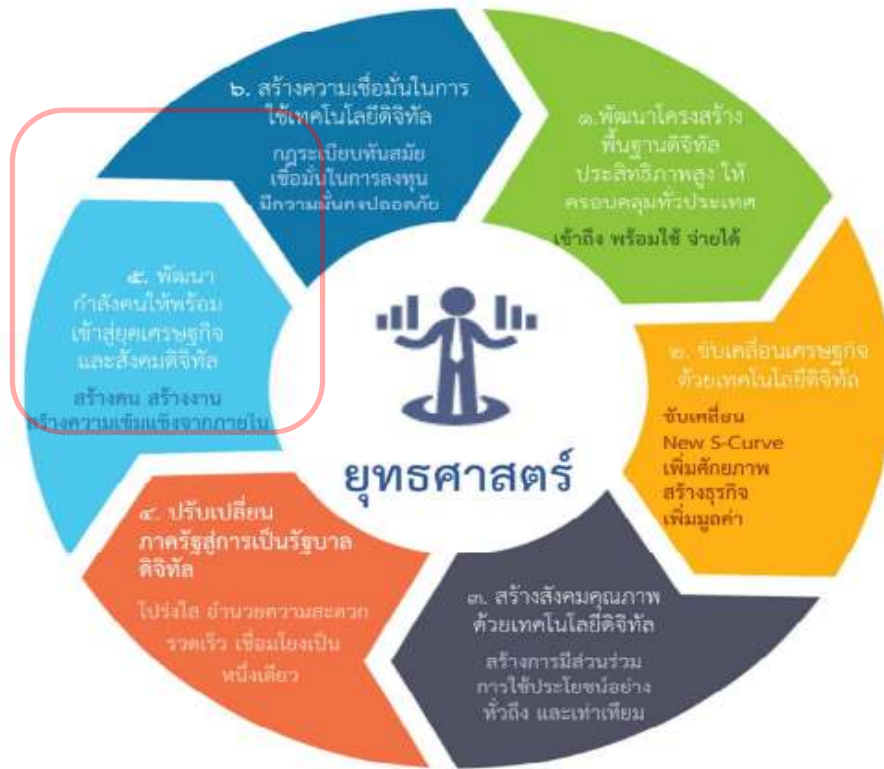 ๑.พัฒนาโครงสร้าง
พื้นฐานดิจิทัล
ประสิทธิภาพสูง ให้
ครอบคลุมทั่วประเทศ
เข้าถึง พร้อมใช้ จ่ายได้
๒. ขับเคลื่อนเศรษฐกิจ
ด้วยเทคโนโลยีดิจิทัล
ขับเคลื่อน
New S-Curve
เพิ่มศักยภาพ
สร้างธุรกิจ
เพิ่มมูลค่า
๓. สร้างสังคมคุณภาพ
ด้วยเทคโนโลยีดิจิทัล
สร้างการมีส่วนร่วม
การใช้ประโยชน์อย่าง
ทั่วถึง และเท่าเทียม
๔. ปรับเปลี่ยน
ภาครัฐสู่การเป็นรัฐบาล
ดิจิทัล
โปร่งใส อำนวยความสะดวก
รวดเร็ว เชื่อมโยงเป็น
หนึ่งเดียว
๕. พัฒนา
กำลังคนให้พร้อม
เข้าสู่ยุคเศรษฐกิจ
และสังคมดิจิทัล
สร้างคน สร้างงาน
สร้างความเข้มแข็งจากภายใน
๖. สร้างความเชื่อมั่นในการ
ใช้เทคโนโลยีดิจิทัล
กฎระเบียบทันสมัย
เชื่อมั่นในการลงทุน
มีความมั่นคงปลอดภัย
ยุทธศาสตร์